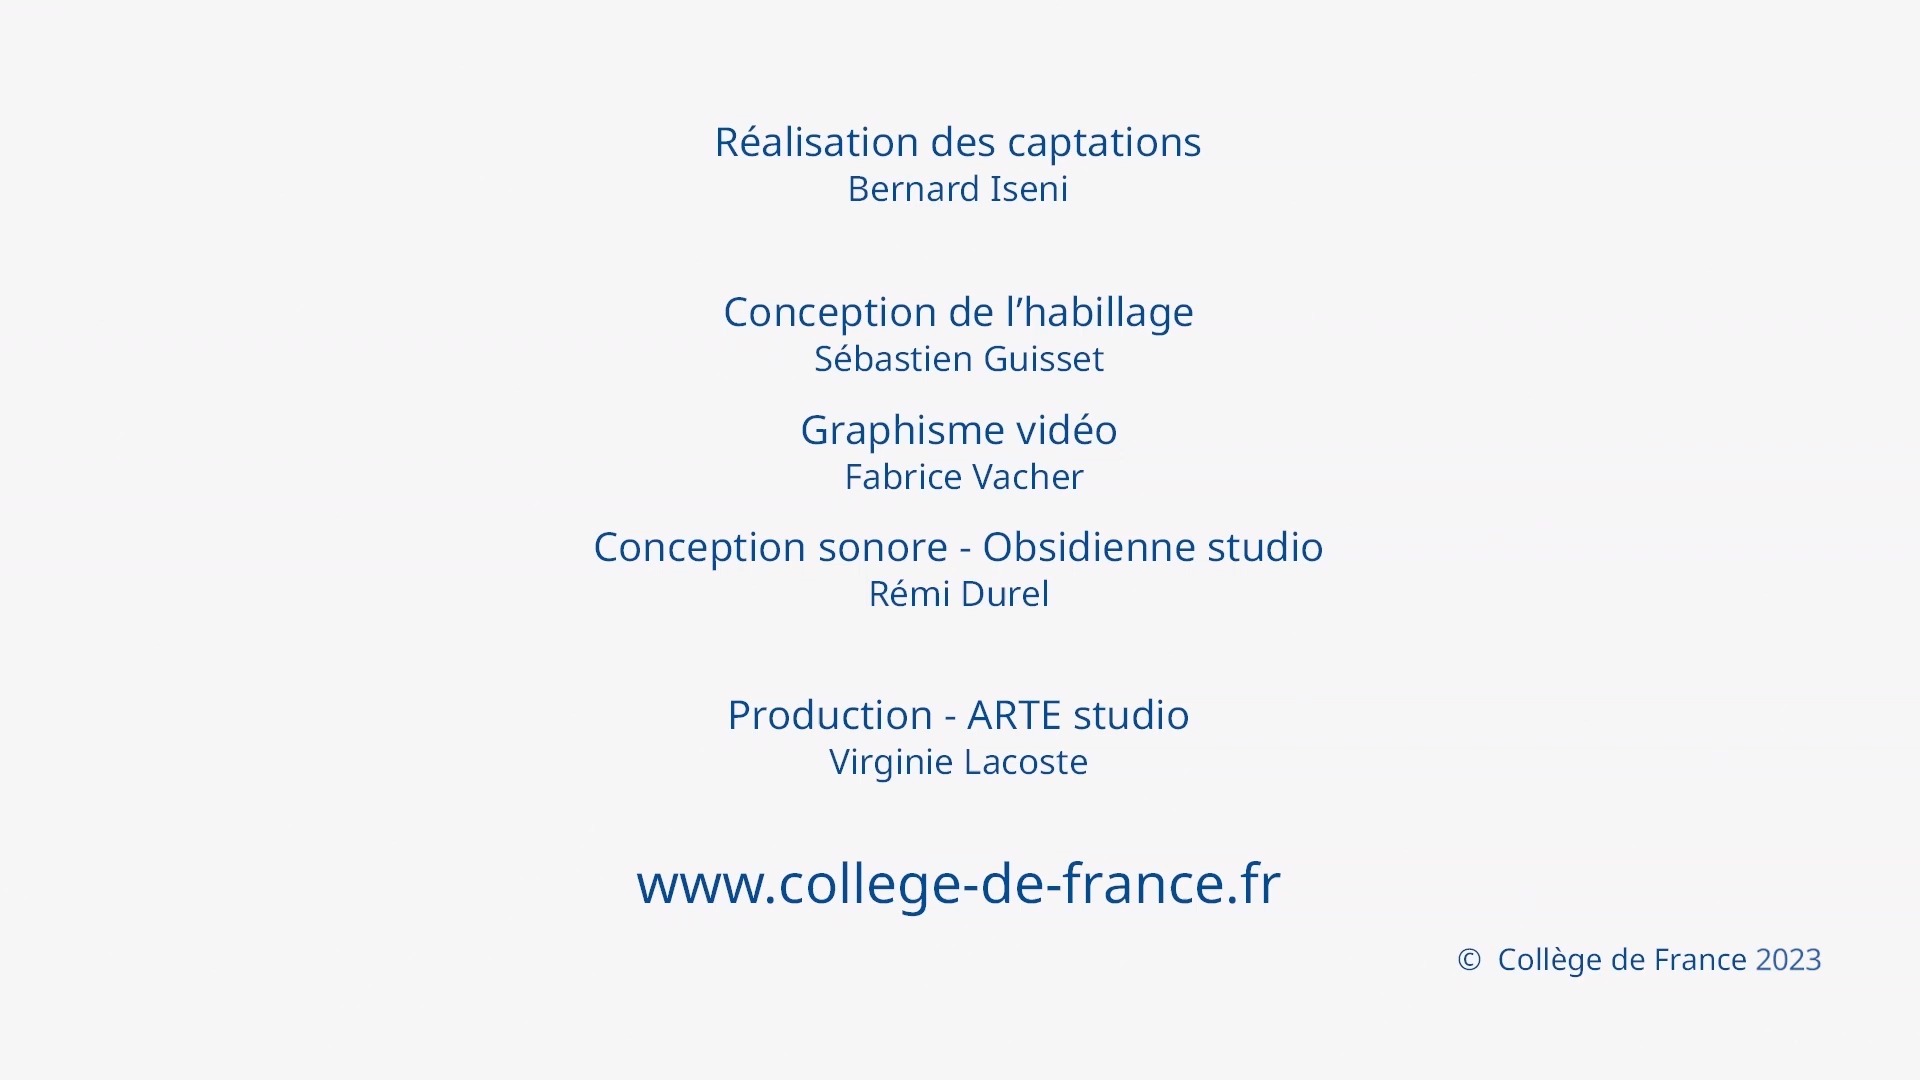 Réalisation des captations
Bernard Iseni
Conception de l’habillage
Sébastien Guisset
Graphisme vidéo
Fabrice Vacher
Conception sonore - Obsidienne studio
Rémi Durel
Production - ARTE studio
Virginie Lacoste
www.college-de-france.fr
© Collège de France 2023